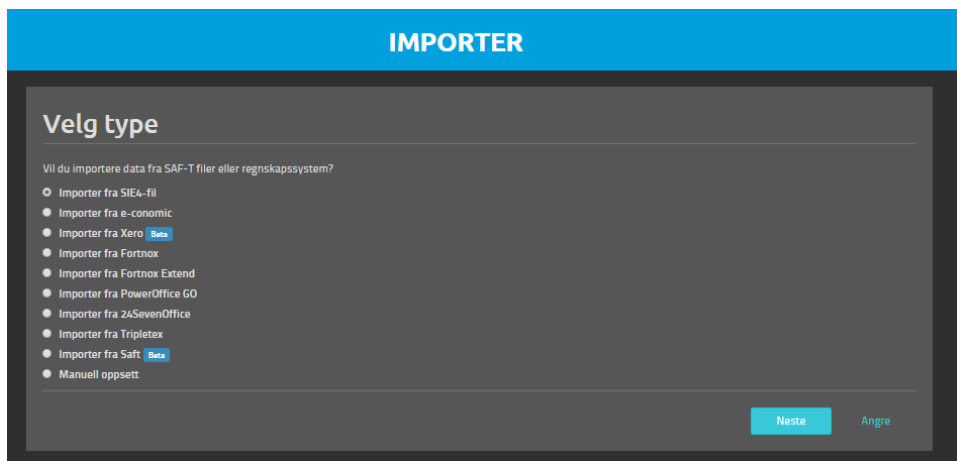 IMPORTER
Velg type
Vil du importere data fra SAF-T filer eller regnskapssystem?
Importer fra SIE4-fil
Importer fra e-conomic
Importer fra Xero Beta
Importer fra Fortnox
Importer fra Fortnox Extend
Importer fra PowerOffice GO
Importer fra 24SevenOffice
Importer fra Tripletex
Importer fra Saft Beta
Manuell oppsett
Neste Angre